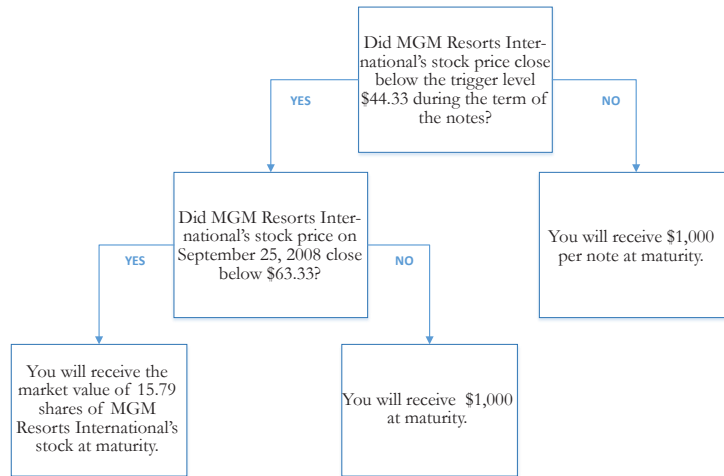 Did MGM Resorts Inter-
national's stock price close
below the trigger level
$44.33 during the term of
the notes?
YES
NO
Did MGM Resorts Inter-
national's stock price on
September 25, 2008 close
below $63.33?
You will receive $1,000
per note at maturity.
YES
NO
You will receive the
market value of 15.79
shares of MGM
Resorts International's
stock at maturity.
You will receive $1,000
at maturity.